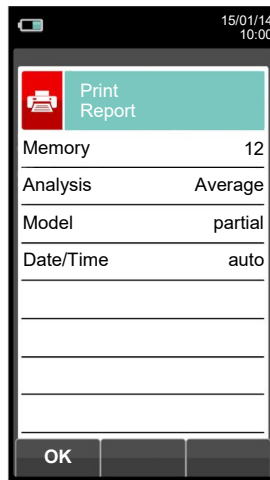 15/01/14
10:00
Print
Report
Memory 12
Analysis Average
Model partial
Date/Time auto
OK